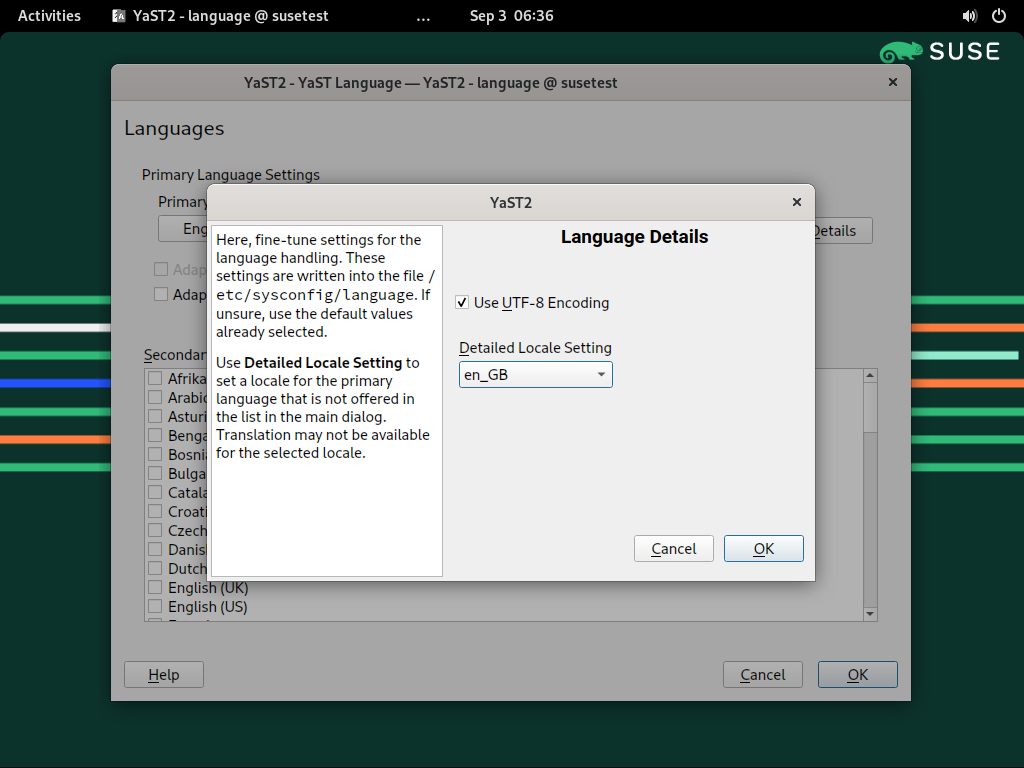 Activities YaST2 - language @ susetest ... Sep 3 06:36
SUSE
YaST2 - YaST Language — YaST2 - language @ susetest
Languages
Primary Language Settings
Primary
Eng
Details
Adap
Adap
Secondar
Afrika
Arabic
Asturi
Benga
Bosni
Bulga
Catala
Croati
Czech
Danis
Dutch
English (UK)
English (US)
YaST2
Here, fine-tune settings for the
language handling. These
settings are written into the file /
etc/sysconfig/language. If
unsure, use the default values
already selected.
Use Detailed Locale Setting to
set a locale for the primary
language that is not offered in
the list in the main dialog.
Translation may not be available
for the selected locale.
Language Details
Use UTF-8 Encoding
Detailed Locale Setting
en_GB
Cancel OK
Help Cancel OK